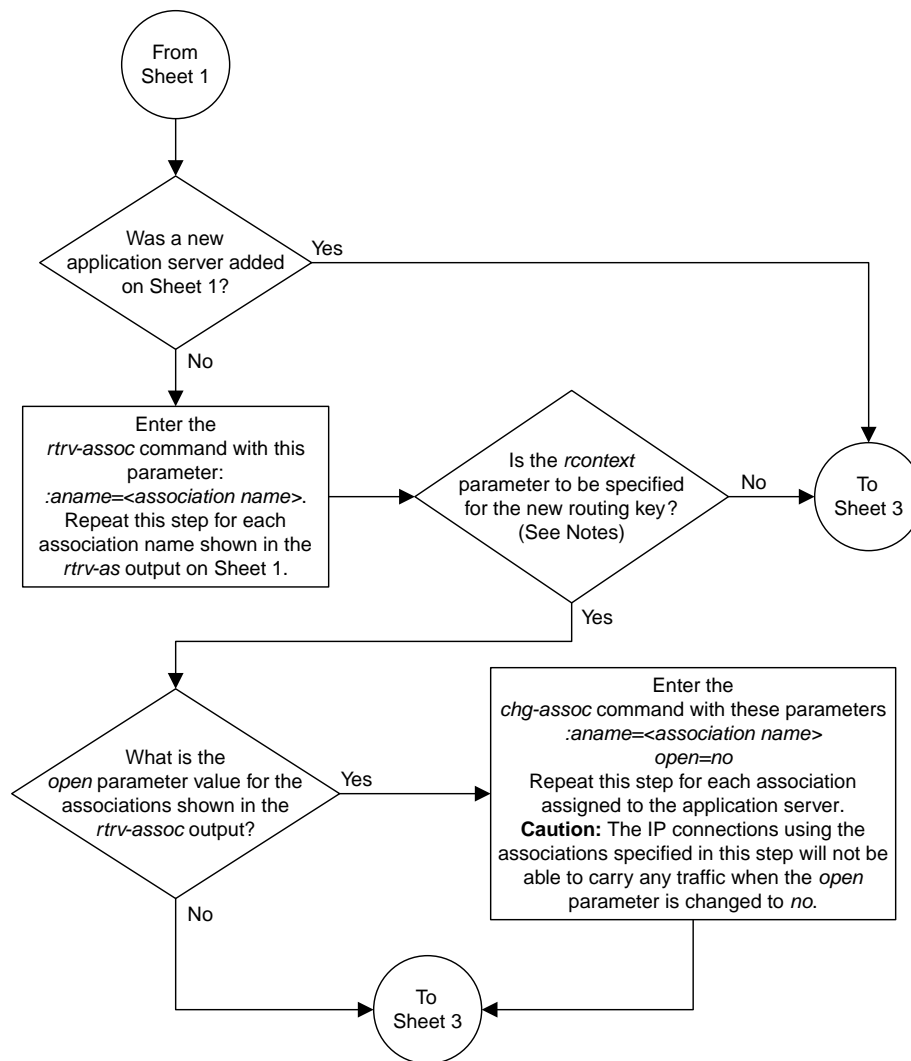 From
Sheet 1
Was a new
application server added
on Sheet 1?
Yes
No
Enter the
rtrv-assoc command with this
parameter:
:aname=<association name>.
Repeat this step for each
association name shown in the
rtrv-as output on Sheet 1.
Is the rcontext
parameter to be specified
for the new routing key?
(See Notes)
No
To
Sheet 3
Yes
What is the
open parameter value for the
associations shown in the
rtrv-assoc output?
Yes
No
Enter the
chg-assoc command with these parameters
:aname=<association name>
open=no
Repeat this step for each association
assigned to the application server.
Caution: The IP connections using the
associations specified in this step will not be
able to carry any traffic when the open
parameter is changed to no.
To
Sheet 3